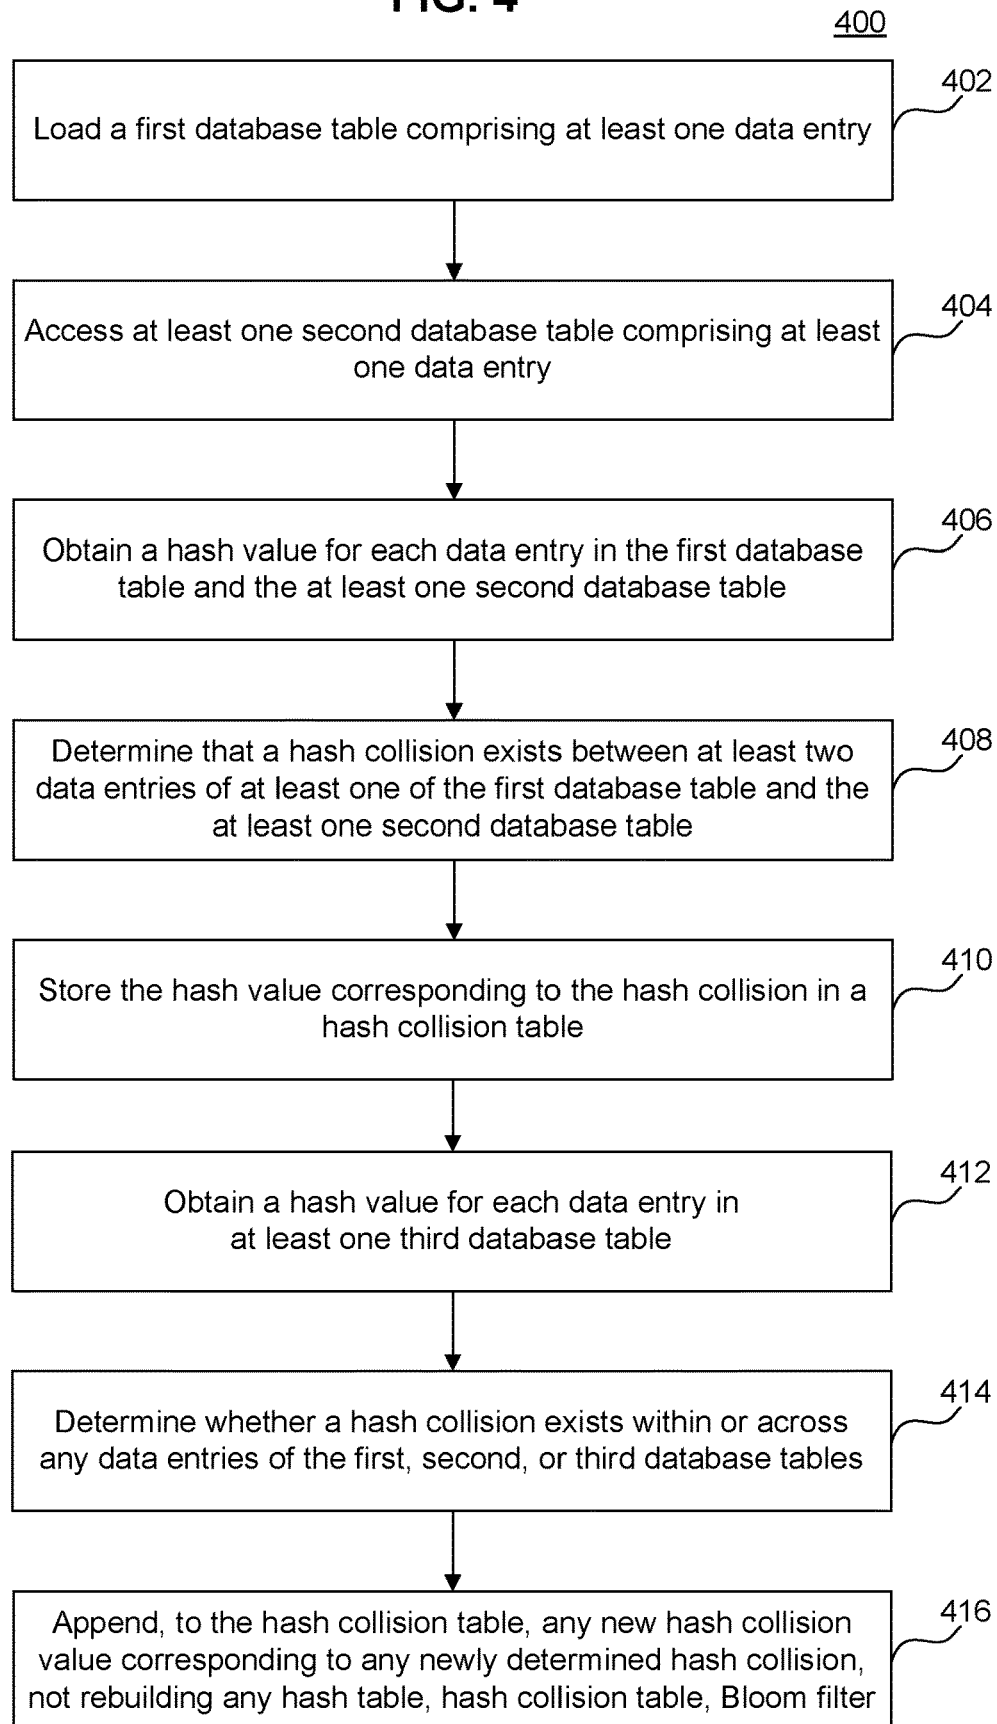 FIG. 4
400
Load a first database table comprising at least one data entry
402
Access at least one second database table comprising at least
one data entry
404
Obtain a hash value for each data entry in the first database
table and the at least one second database table
406
Determine that a hash collision exists between at least two
data entries of at least one of the first database table and the
at least one second database table
408
Store the hash value corresponding to the hash collision in a
hash collision table
410
Obtain a hash value for each data entry in
at least one third database table
412
Determine whether a hash collision exists within or across
any data entries of the first, second, or third database tables
414
Append, to the hash collision table, any new hash collision
value corresponding to any newly determined hash collision,
not rebuilding any hash table, hash collision table, Bloom filter
416